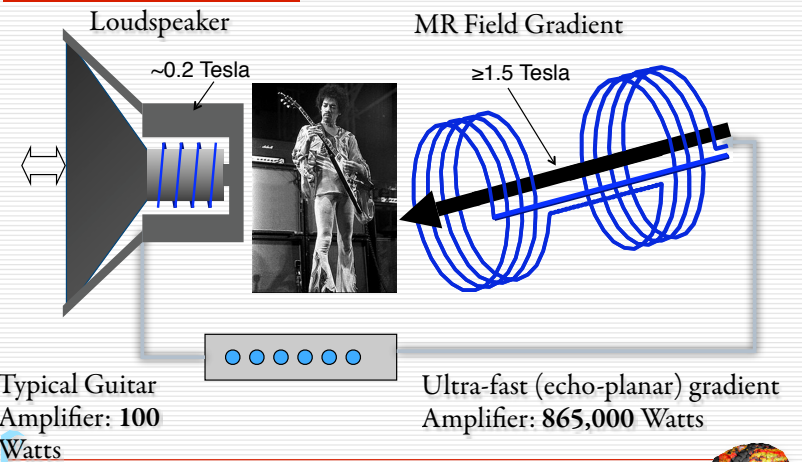 Loudspeaker
MR Field Gradient
~0.2 Tesla
≥1.5 Tesla
Typical Guitar
Amplifier: 100
Watts
Ultra-fast (echo-planar) gradient
Amplifier: 865,000 Watts